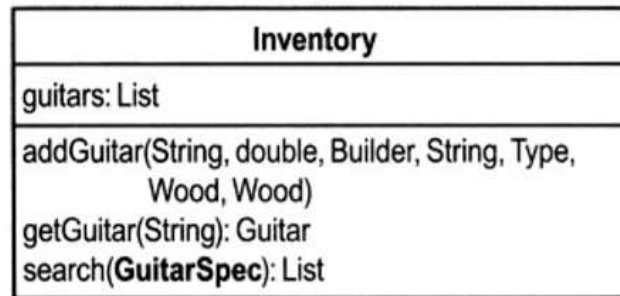 Inventory
guitars: List
addGuitar(String, double, Builder, String, Type,
Wood, Wood)
getGuitar(String): Guitar
search(GuitarSpec): List